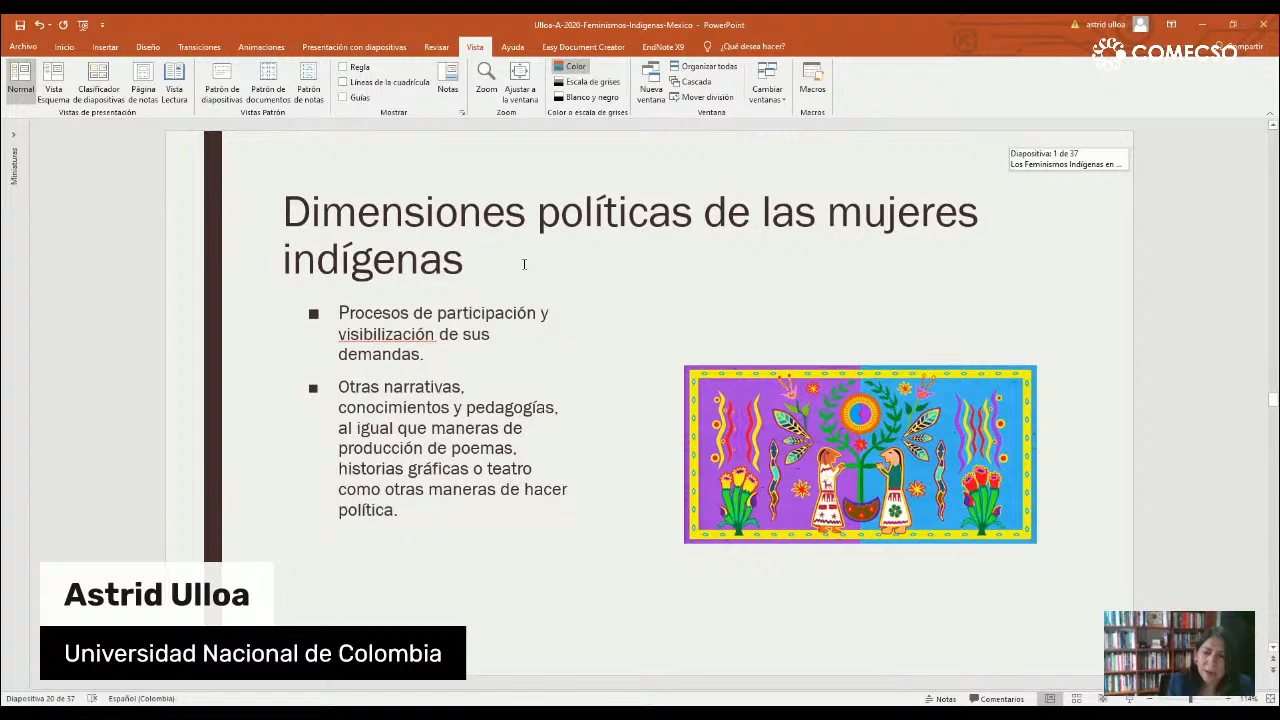 Ulloa-A-2020-Feminismos-Indigenas-Mexico - PowerPoint
astrid ulloa
Archivo Inicio Insertar Diseño Transiciones Animaciones Presentación con diapositivas Revisar Vista Ayuda Easy Document Creator EndNote X9 ¿Qué desea hacer? Compartir
COMECSO
Normal
Vista Esquema
Clasificador de diapositivas
Página de notas
Vista Lectura
Vistas de presentación
Patrón de diapositivas
Patrón de documentos
Patrón de notas
Vistas Patrón
Regla
Líneas de la cuadrícula
Guías
Mostrar
Notas
Zoom
Ajustar a la ventana
Zoom
Color
Escala de grises
Blanco y negro
Color o escala de grises
Nueva ventana
Organizar todas
Cascada
Mover división
Ventana
Cambiar ventanas
Macros
Macros
Miniaturas
Diapositiva: 1 de 37
Los Feminismos Indígenas en ...
Dimensiones políticas de las mujeres
indígenas
■ Procesos de participación y
visibilización de sus
demandas.
■ Otras narrativas,
conocimientos y pedagogías,
al igual que maneras de
producción de poemas,
historias gráficas o teatro
como otras maneras de hacer
política.
Astrid Ulloa
Universidad Nacional de Colombia
Diapositiva 20 de 37 Español (Colombia) Notas Comentarios 114%